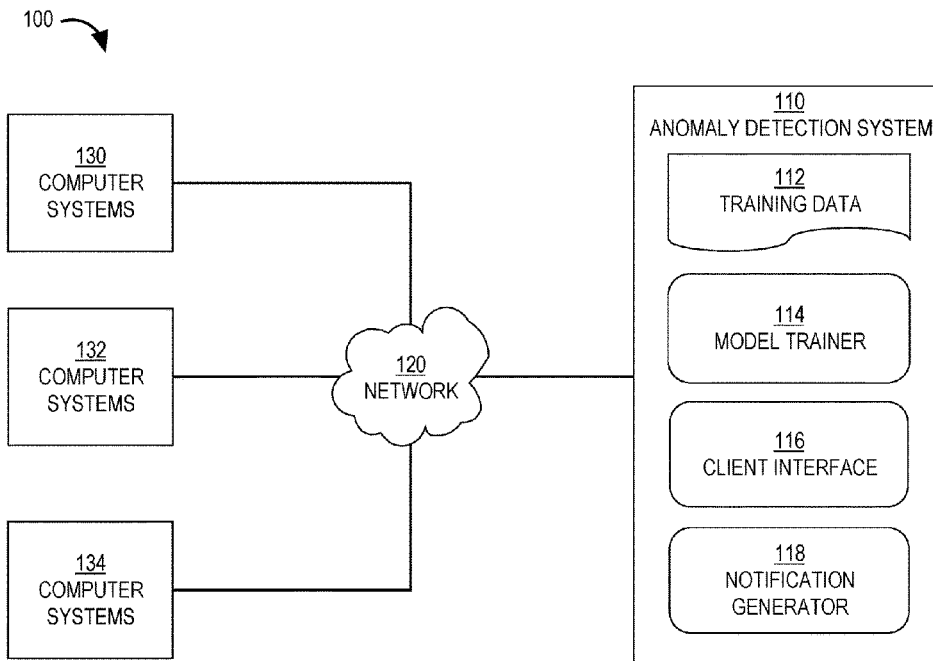 100
130
COMPUTER
SYSTEMS
132
COMPUTER
SYSTEMS
134
COMPUTER
SYSTEMS
120
NETWORK
110
ANOMALY DETECTION SYSTEM
112
TRAINING DATA
114
MODEL TRAINER
116
CLIENT INTERFACE
118
NOTIFICATION
GENERATOR